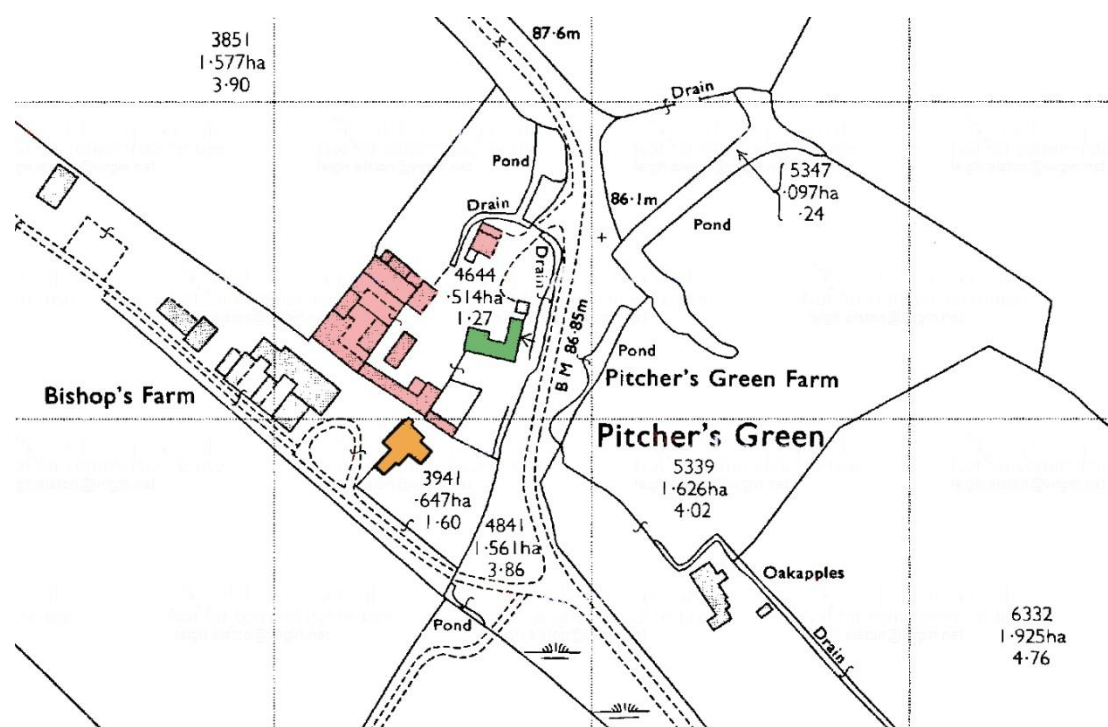 87·6m
3851
1·577ha
3·90
Drain
Pond
5347
·097ha
·24
86·1m
Drain
Pond
Drain
4644
·514ha
1·27
B M 86·85m
Pond
Pitcher's Green Farm
Bishop's Farm
Pitcher's Green
5339
1·626ha
4·02
3941
·647ha
1·60
4841
1·561ha
3·86
Oakapples
Pond
Drain
6332
1·925ha
4·76